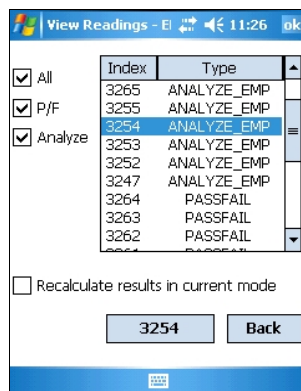 View Readings - El 11:26 ok
All
P/F
Analyze
Index Type
3265 ANALYZE_EMP
3255 ANALYZE_EMP
3254 ANALYZE_EMP
3253 ANALYZE_EMP
3252 ANALYZE_EMP
3247 ANALYZE_EMP
3264 PASSFAIL
3263 PASSFAIL
3262 PASSFAIL
Recalculate results in current mode
3254 Back